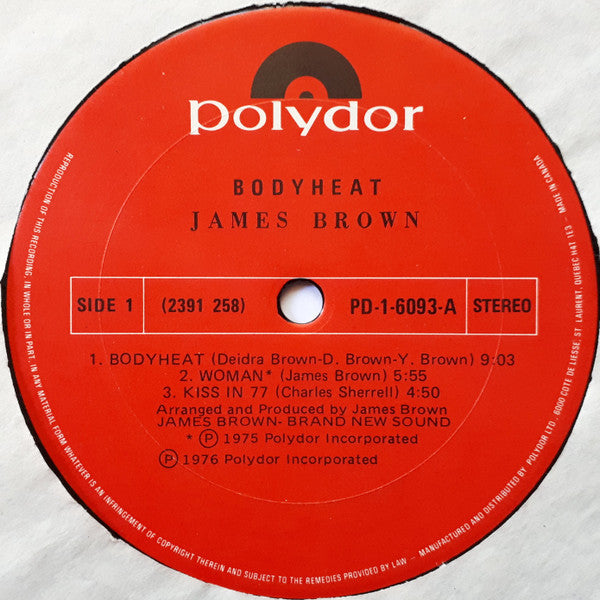 polydor
BODYHEAT
JAMES BROWN
SIDE 1 (2391 258) PD-1-6093-A STEREO
1. BODYHEAT (Deidra Brown-D. Brown-Y. Brown) 9:03
2. WOMAN* (James Brown) 5:55
3. KISS IN 77 (Charles Sherrell) 4:50
Arranged and Produced by James Brown
JAMES BROWN- BRAND NEW SOUND
* Ⓟ 1975 Polydor Incorporated
Ⓟ 1976 Polydor Incorporated
REPRODUCTION OF THIS RECORDING, IN WHOLE OR IN PART, IN ANY MATERIAL FORM WHATEVER IS AN INFRINGEMENT OF COPYRIGHT THEREIN AND SUBJECT TO THE REMEDIES PROVIDED BY LAW – MANUFACTURED AND DISTRIBUTED BY POLYDOR LTD. 6000 COTE DE LIESSE, ST. LAURENT, QUEBEC H4T 1E3 – MADE IN CANADA